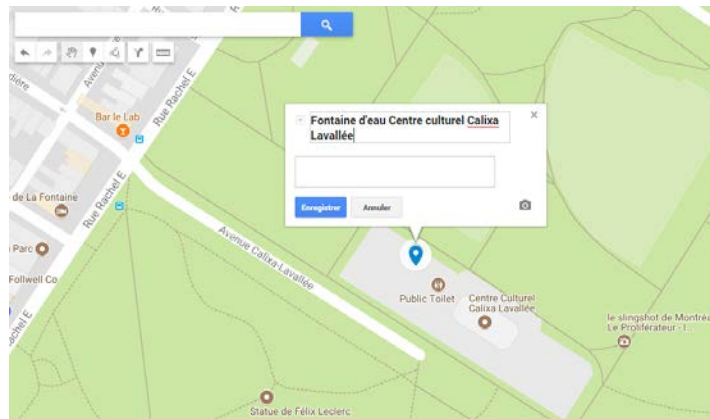 Bar le Lab
Rue Rachel E
Fontaine d'eau Centre culturel Calixa
Lavallée
Enregistrer
Annuler
de La Fontaine
Rue Rachel E
Parc
Follwell Co
Avenue Calixa-Lavallée
Public Toilet
Centre Culturel
Calixa Lavallée
le slingshot de Montréa
Le Proliférateur - l...
Statue de Félix Leclerc